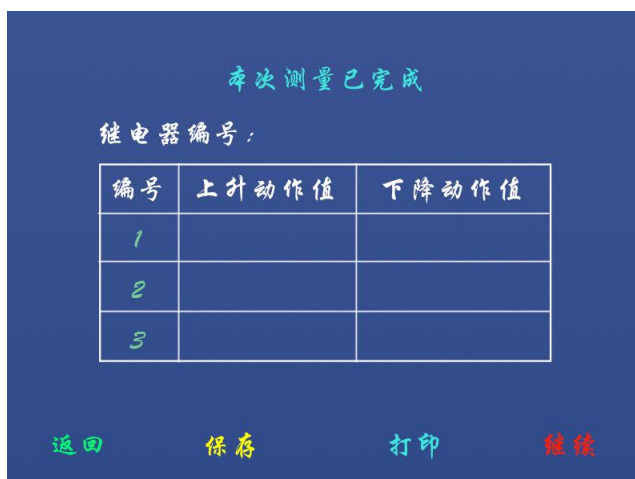 本次测量已完成
继电器编号:
编号 上升动作值 下降动作值
1
2
3
返回 保存 打印 继续